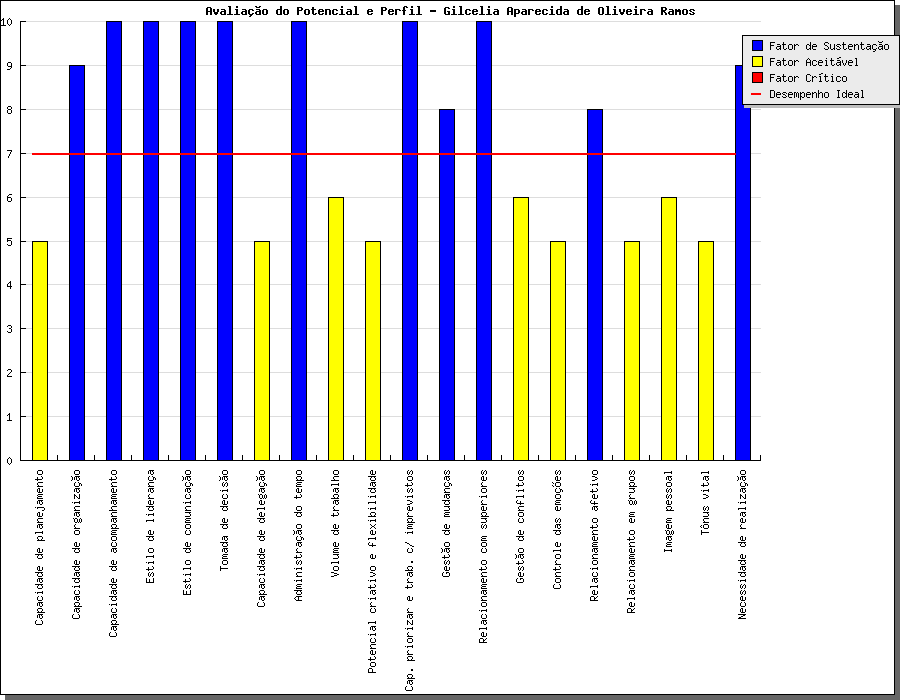 Avaliação do Potencial e Perfil - Gilcelia Aparecida de Oliveira Ramos
Fator de Sustentação
Fator Aceitável
Fator Crítico
Desempenho Ideal
10
9
8
7
6
5
4
3
2
1
0
Capacidade de planejamento
Capacidade de organização
Capacidade de acompanhamento
Estilo de liderança
Estilo de comunicação
Tomada de decisão
Capacidade de delegação
Administração do tempo
Volume de trabalho
Potencial criativo e flexibilidade
Cap. priorizar e trab. c/ imprevistos
Gestão de mudanças
Relacionamento com superiores
Gestão de conflitos
Controle das emoções
Relacionamento afetivo
Relacionamento em grupos
Imagem pessoal
Tônus vital
Necessidade de realização